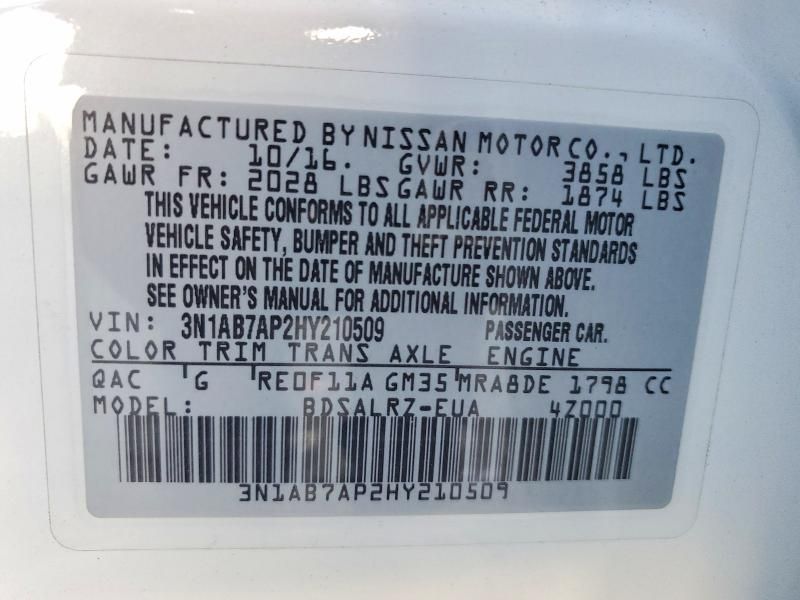 MANUFACTURED BY NISSAN MOTOR CO., LTD.
DATE: 10/16. GVWR: 3858 LBS
GAWR FR: 2028 LBS GAWR RR: 1874 LBS
THIS VEHICLE CONFORMS TO ALL APPLICABLE FEDERAL MOTOR
VEHICLE SAFETY, BUMPER AND THEFT PREVENTION STANDARDS
IN EFFECT ON THE DATE OF MANUFACTURE SHOWN ABOVE.
SEE OWNER'S MANUAL FOR ADDITIONAL INFORMATION.
VIN: 3N1AB7AP2HY210509 PASSENGER CAR.
COLOR TRIM TRANS AXLE ENGINE
QAC G RE0F11A GM35 MRA8DE 1798 CC
MODEL: BDSALRZ-EUA 4Z000
3N1AB7AP2HY210509